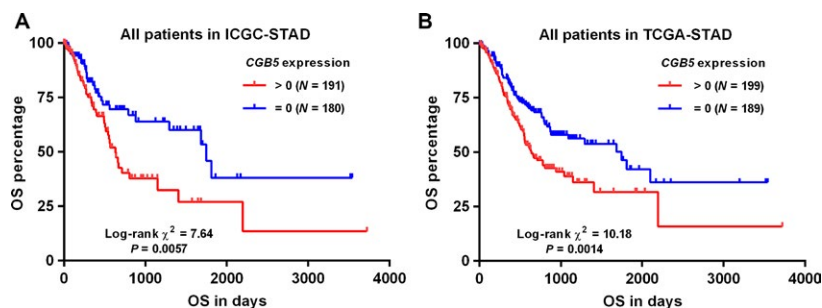 A
All patients in ICGC-STAD
CGB5 expression
> 0 (N = 191)
= 0 (N = 180)
OS percentage
100
75
50
25
0
Log-rank χ² = 7.64
P = 0.0057
0 1000 2000 3000 4000
OS in days
B
All patients in TCGA-STAD
CGB5 expression
> 0 (N = 199)
= 0 (N = 189)
OS percentage
100
75
50
25
0
Log-rank χ² = 10.18
P = 0.0014
0 1000 2000 3000 4000
OS in days